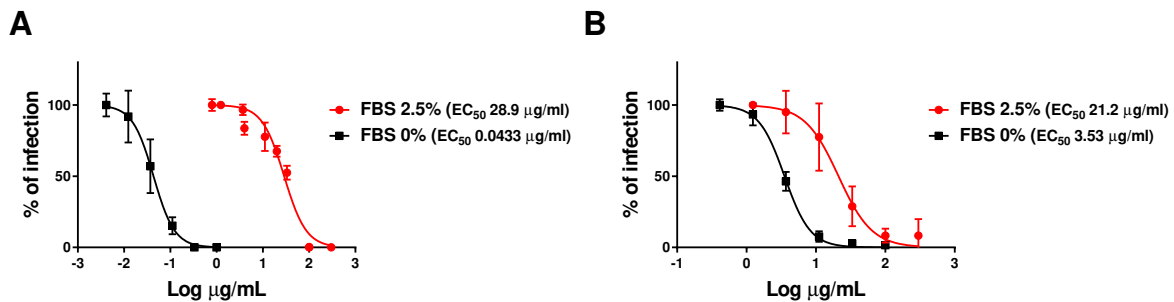 A
% of infection
100
50
0
-3 -2 -1 0 1 2 3
Log μg/mL
FBS 2.5% (EC50 28.9 μg/ml)
FBS 0% (EC50 0.0433 μg/ml)
B
% of infection
100
50
0
-1 0 1 2 3
Log μg/mL
FBS 2.5% (EC50 21.2 μg/ml)
FBS 0% (EC50 3.53 μg/ml)